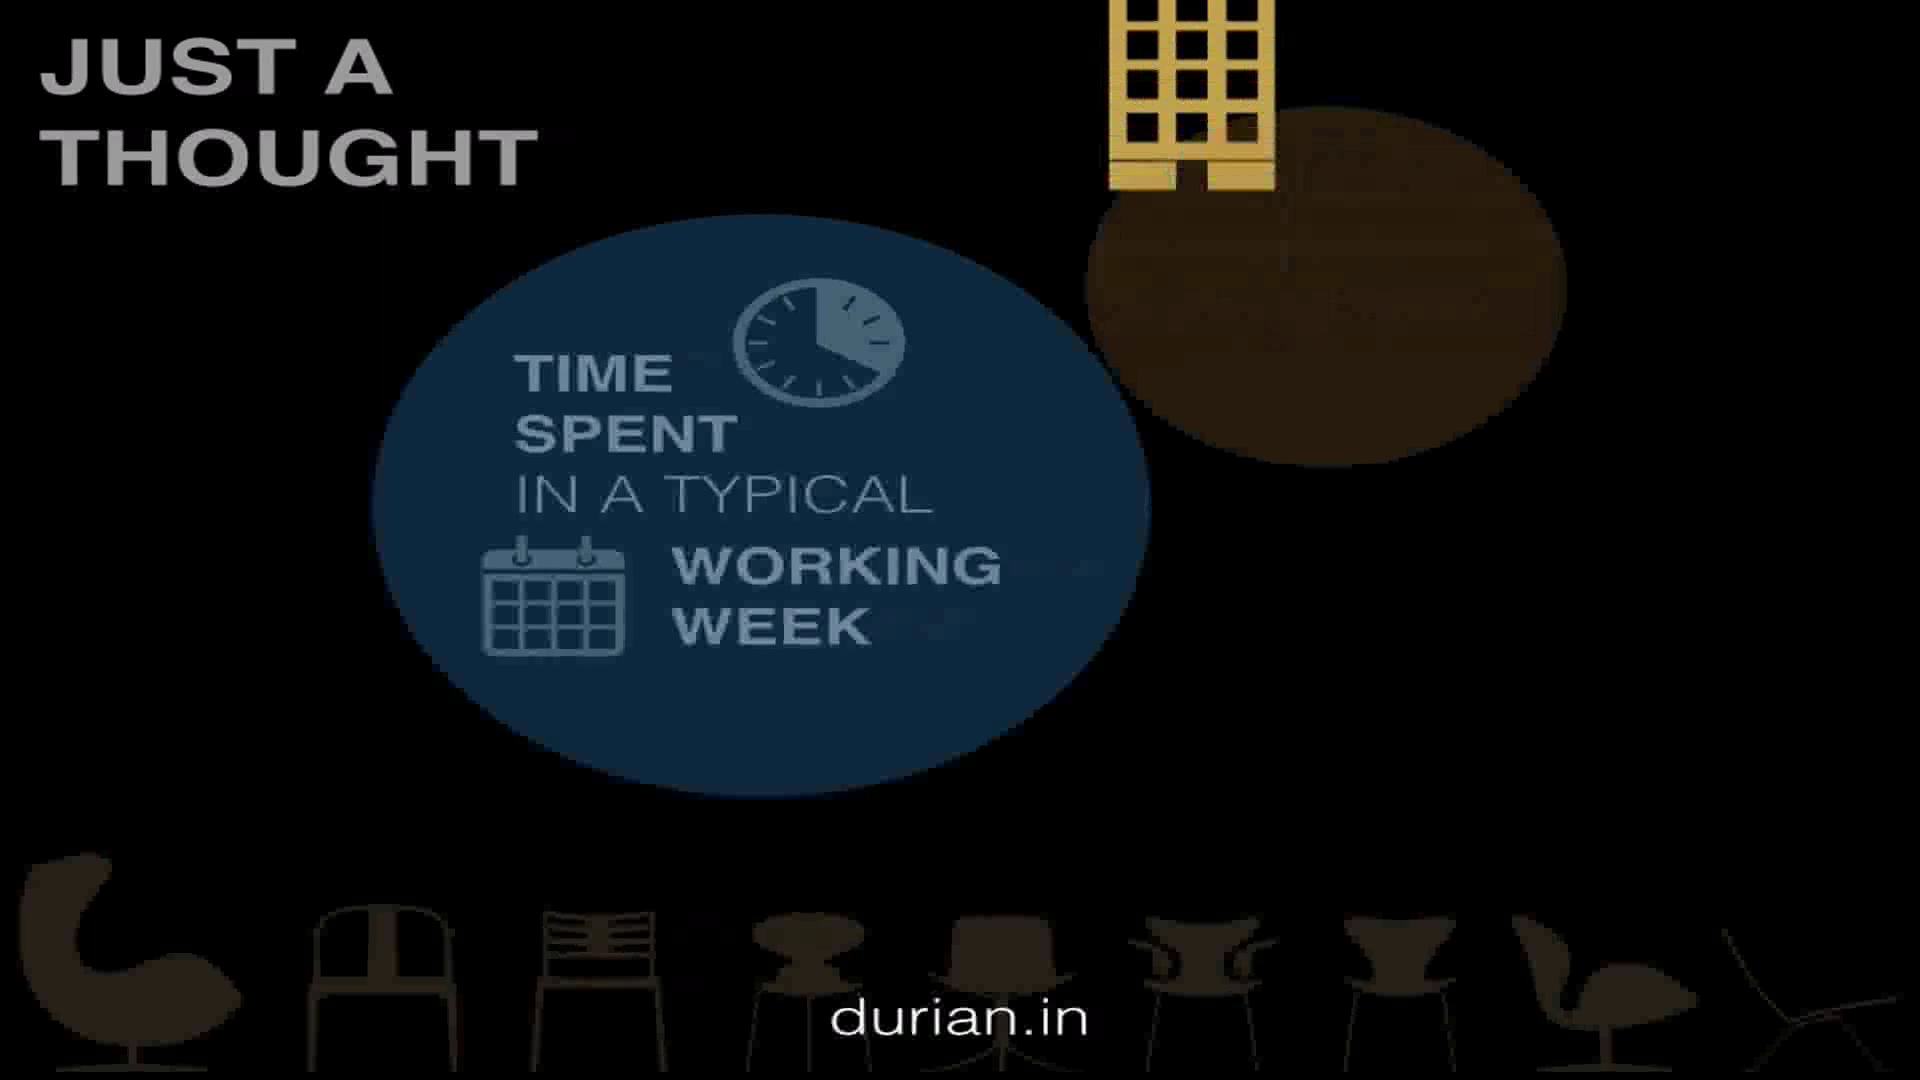 JUST A
THOUGHT
TIME
SPENT
IN A TYPICAL
WORKING
WEEK
durian.in